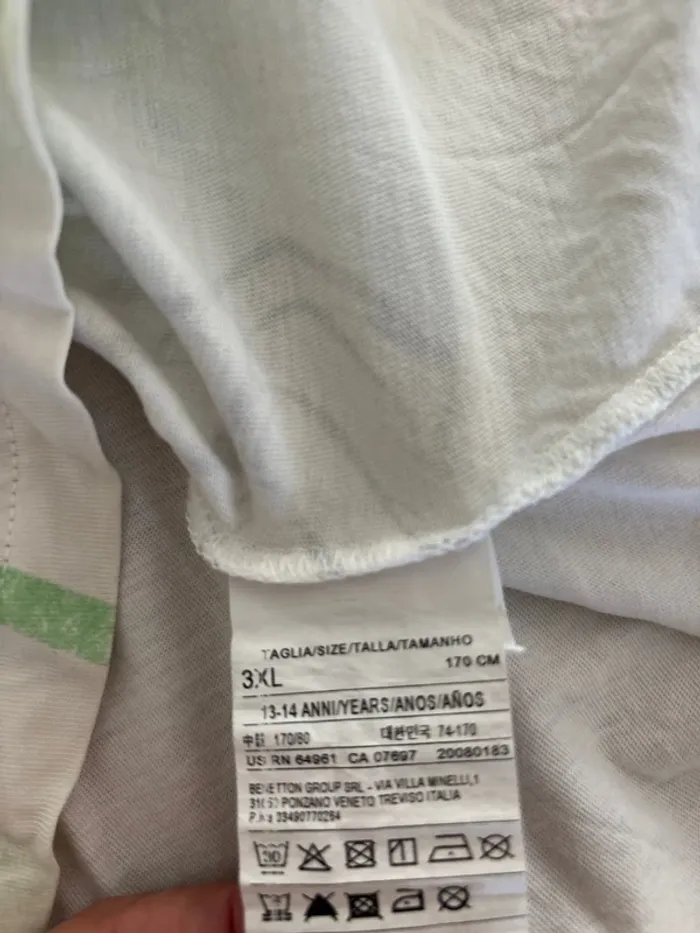 TAGLIA/SIZE/TALLA/TAMANHO
170 CM
3XL
13-14 ANNI/YEARS/ANOS/AÑOS
170/80 대한민국 74-170
US RN 64961 CA 07697 20080183
BENETTON GROUP SRL - VIA VILLA MINELLI,1
PONZANO VENETO TREVISO ITALIA
03490770264
30